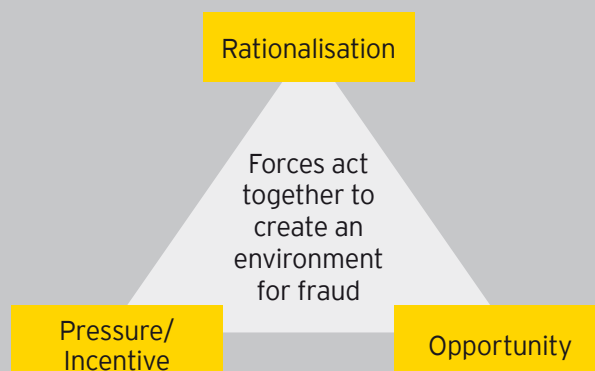 Rationalisation
Forces act
together to
create an
environment
for fraud
Pressure/
Incentive
Opportunity